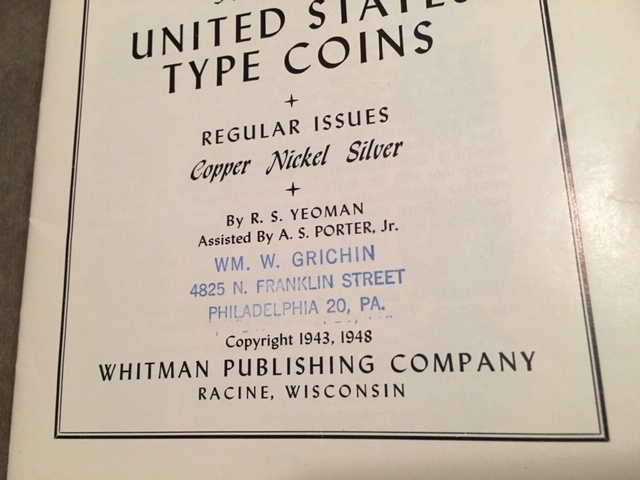 UNITED STATES
TYPE COINS
REGULAR ISSUES
Copper Nickel Silver
By R. S. YEOMAN
Assisted By A. S. PORTER, Jr.
WM. W. GRICHIN
4825 N. FRANKLIN STREET
PHILADELPHIA 20, PA.
Copyright 1943, 1948
WHITMAN PUBLISHING COMPANY
RACINE, WISCONSIN